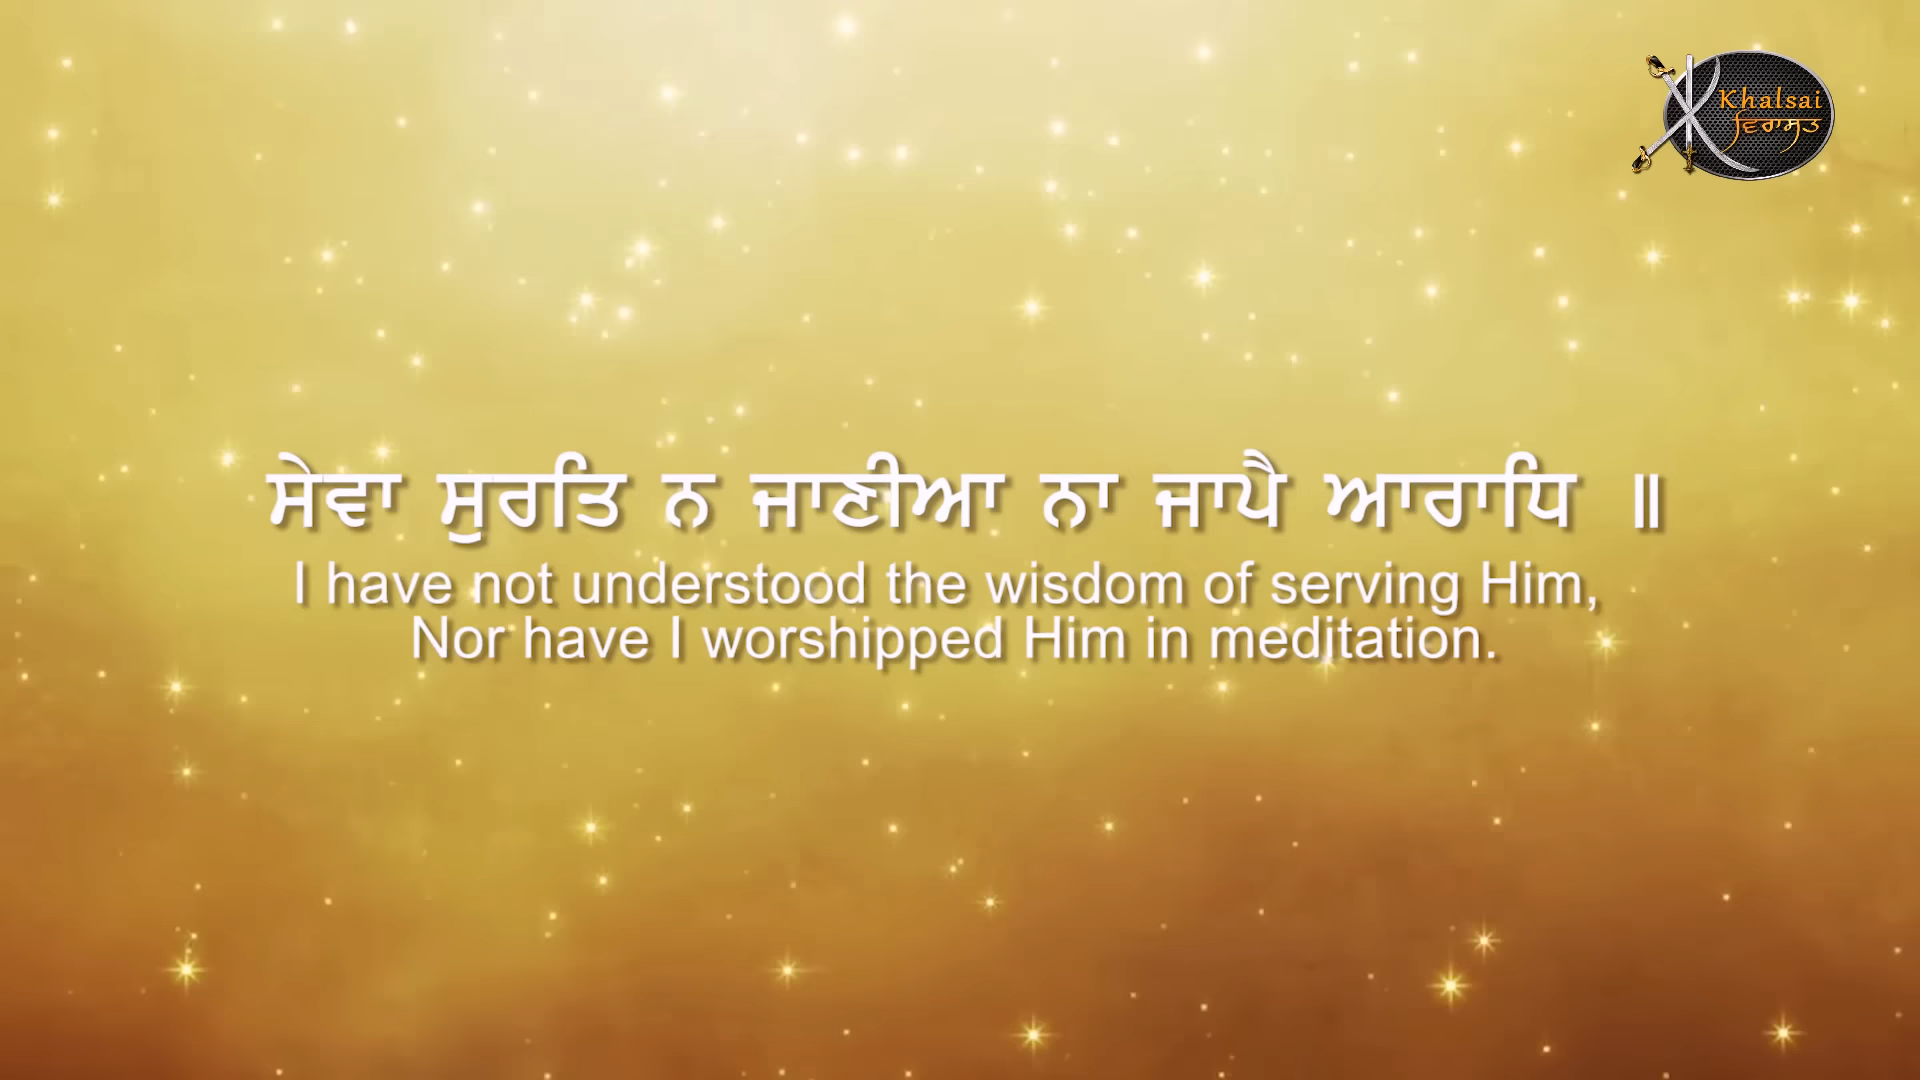 Khalsai
ਵਿਰਾਸਤ
ਸੇਵਾ ਸੁਰਤਿ ਨ ਜਾਣੀਆ ਨਾ ਜਾਪੈ ਆਰਾਧਿ ॥
I have not understood the wisdom of serving Him,
Nor have I worshipped Him in meditation.